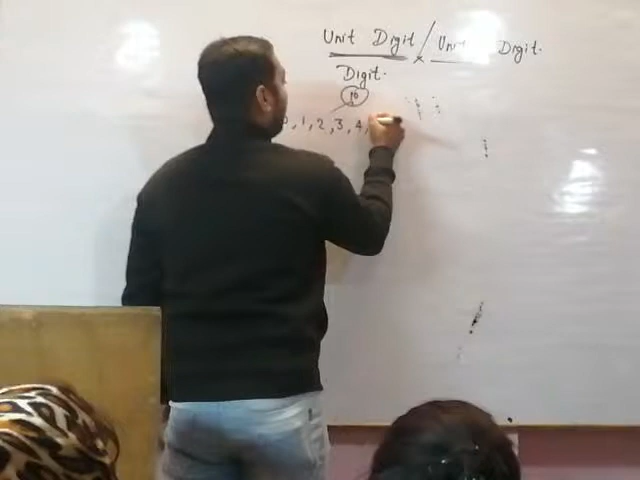 Unit Digit / Unit Digit.
Digit.
10
0, 1, 2, 3, 4,